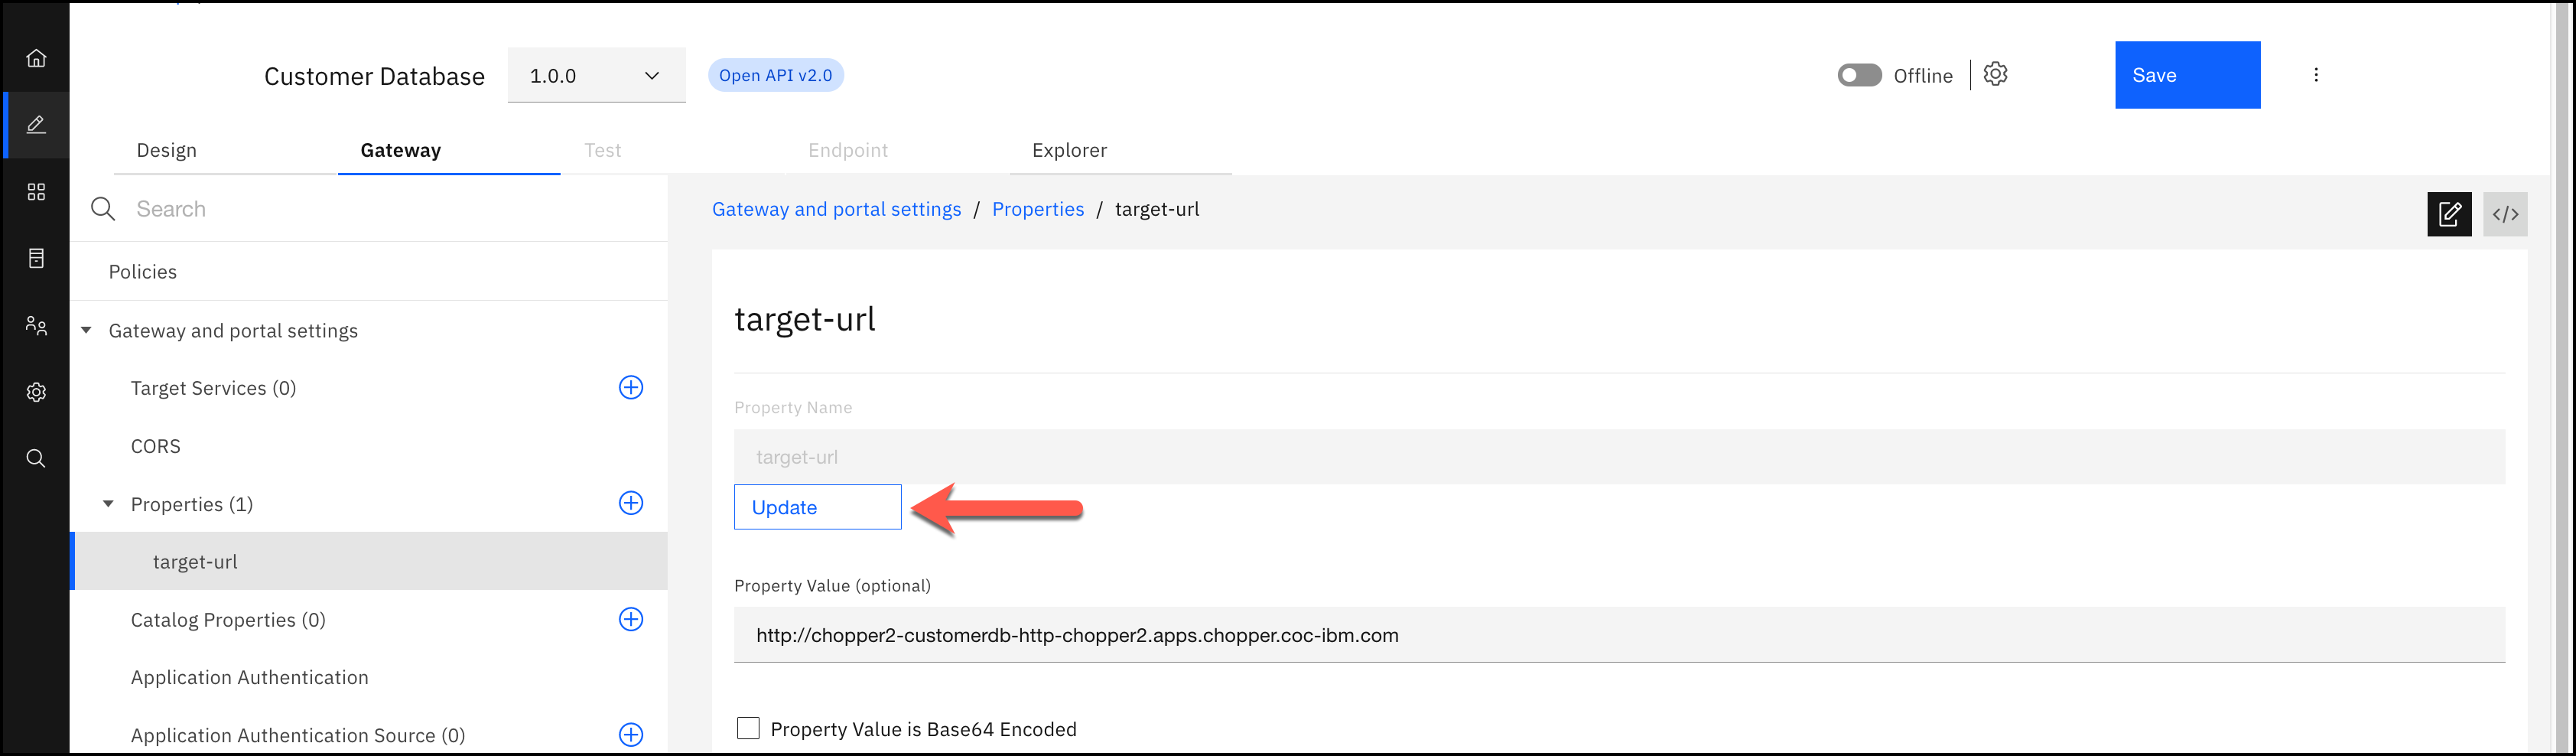 Customer Database
1.0.0
Open API v2.0
Offline
Save
Design
Gateway
Test
Endpoint
Explorer
Search
Policies
Gateway and portal settings
Target Services (0)
CORS
Properties (1)
target-url
Catalog Properties (0)
Application Authentication
Application Authentication Source (0)
Gateway and portal settings / Properties / target-url
</>
target-url
Property Name
target-url
Update
Property Value (optional)
http://chopper2-customerdb-http-chopper2.apps.chopper.coc-ibm.com
Property Value is Base64 Encoded